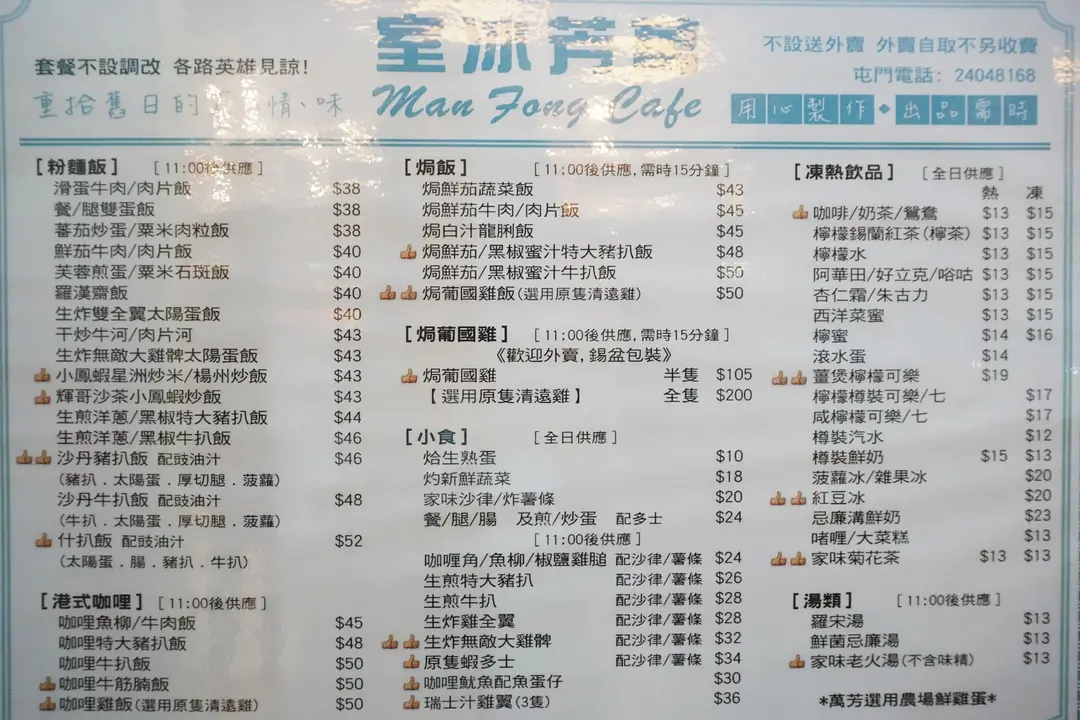 套餐不設調改 各路英雄見諒!
重拾舊日的 情、味
室冰芳萬
Man Fong Cafe
不設送外賣 外賣自取不另收費
屯門電話: 24048168
用心製作◆出品需時
[粉麵飯] [11:00後供應]
滑蛋牛肉/肉片飯 $38
餐/腿雙蛋飯 $38
蕃茄炒蛋/粟米肉粒飯 $38
鮮茄牛肉/肉片飯 $40
芙蓉煎蛋/粟米石斑飯 $40
羅漢齋飯 $40
生炸雙全翼太陽蛋飯 $40
干炒牛河/肉片河 $43
生炸無敵大雞髀太陽蛋飯 $43
小鳳蝦星洲炒米/楊州炒飯 $43
輝哥沙茶小鳳蝦炒飯 $43
生煎洋蔥/黑椒特大豬扒飯 $44
生煎洋蔥/黑椒牛扒飯 $46
沙丹豬扒飯 配豉油汁 $46
(豬扒.太陽蛋.厚切腿.菠蘿)
沙丹牛扒飯 配豉油汁 $48
(牛扒.太陽蛋.厚切腿.菠蘿)
什扒飯 配豉油汁 $52
(太陽蛋.腸.豬扒.牛扒)
[港式咖哩] [11:00後供應]
咖哩魚柳/牛肉飯 $45
咖哩特大豬扒飯 $48
咖哩牛扒飯 $50
咖哩牛筋腩飯 $50
咖哩雞飯(選用原隻清遠雞) $50
[焗飯] [11:00後供應,需時15分鐘]
焗鮮茄蔬菜飯 $43
焗鮮茄牛肉/肉片飯 $45
焗白汁龍脷飯 $45
焗鮮茄/黑椒蜜汁特大豬扒飯 $48
焗鮮茄/黑椒蜜汁牛扒飯 $50
焗葡國雞飯(選用原隻清遠雞) $50
[焗葡國雞] [11:00後供應,需時15分鐘]
《歡迎外賣,錫盆包裝》
焗葡國雞 半隻 $105
【選用原隻清遠雞】 全隻 $200
[小食] [全日供應]
烚生熟蛋 $10
灼新鮮蔬菜 $18
家味沙律/炸薯條 $20
餐/腿/腸 及煎/炒蛋 配多士 $24
[11:00後供應]
咖喱角/魚柳/椒鹽雞槌 配沙律/薯條 $24
生煎特大豬扒 配沙律/薯條 $26
生煎牛扒 配沙律/薯條 $28
生炸雞全翼 配沙律/薯條 $28
生炸無敵大雞髀 配沙律/薯條 $32
原隻蝦多士 配沙律/薯條 $34
咖哩魷魚配魚蛋仔 $30
瑞士汁雞翼(3隻) $36
[凍熱飲品] [全日供應]
熱 凍
咖啡/奶茶/鴛鴦 $13 $15
檸檬錫蘭紅茶(檸茶) $13 $15
檸檬水 $13 $15
阿華田/好立克/唂咕 $13 $15
杏仁霜/朱古力 $13 $15
西洋菜蜜 $13 $15
檸蜜 $14 $16
滾水蛋 $14
薑煲檸檬可樂 $19
檸檬樽裝可樂/七 $17
咸檸檬可樂/七 $17
樽裝汽水 $12
樽裝鮮奶 $15 $13
菠蘿冰/雜果冰 $20
紅豆冰 $20
忌廉溝鮮奶 $23
啫喱/大菜糕 $13
家味菊花茶 $13 $13
[湯類] [11:00後供應]
羅宋湯 $13
鮮菌忌廉湯 $13
家味老火湯(不含味精) $13
*萬芳選用農場鮮雞蛋*